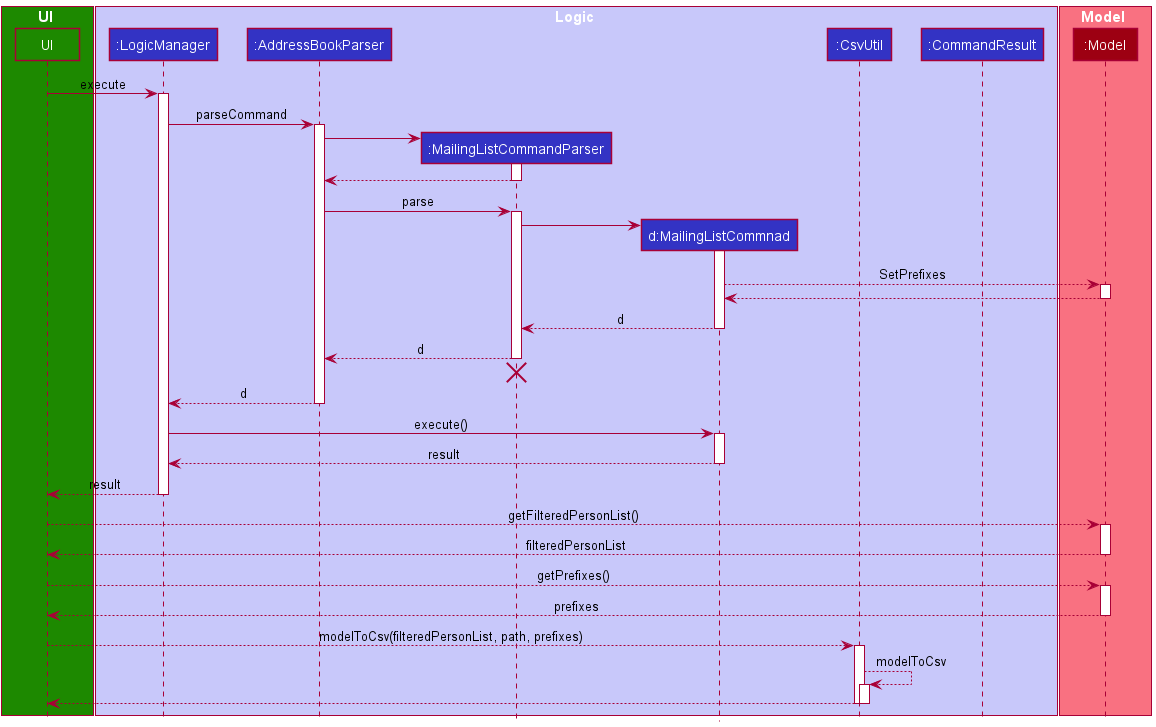 UI
Logic
Model
UI
:LogicManager
:AddressBookParser
:CsvUtil
:CommandResult
:Model
execute
parseCommand
:MailingListCommandParser
parse
d:MailingListCommnad
SetPrefixes
d
d
d
execute()
result
result
getFilteredPersonList()
filteredPersonList
getPrefixes()
prefixes
modelToCsv(filteredPersonList, path, prefixes)
modelToCsv